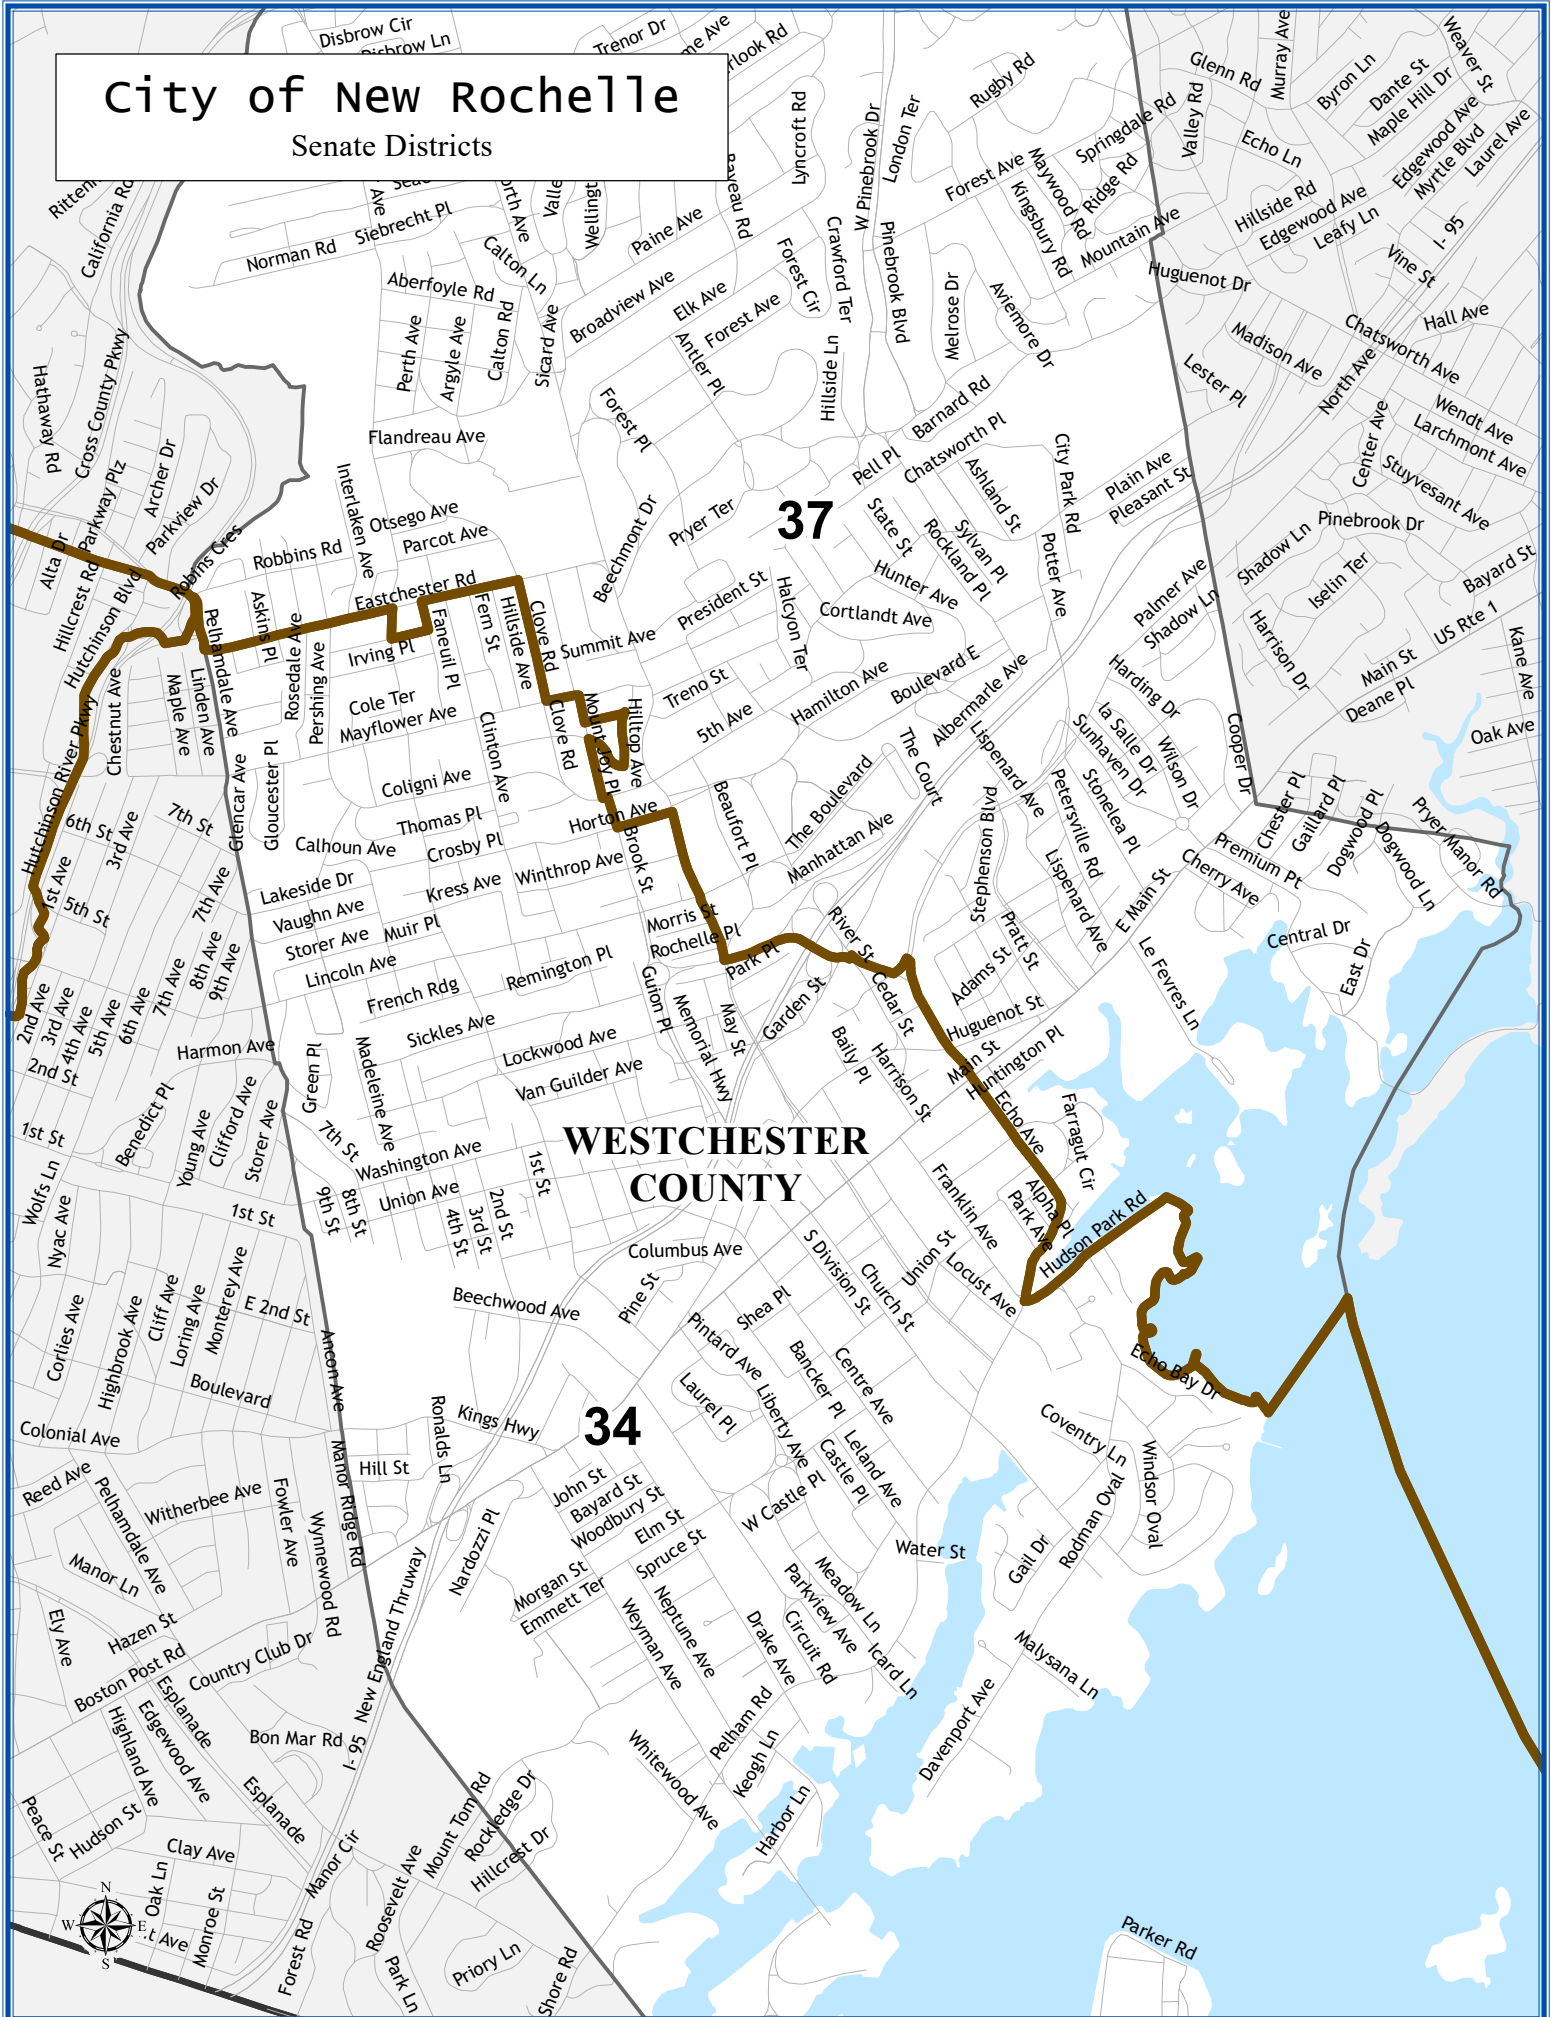 City of New Rochelle
Senate Districts
Disbrow Cir
Disbrow Ln
Trenor Dr
Lyncroft Rd
W Pinebrook Dr
London Ter
Rugby Rd
Springdale Rd
Valley Rd
Glenn Rd
Murray Ave
Byron Ln
Dante St
Maple Hill Dr
Weaver St
Edgewood Ave
Myrtle Blvd
Laurel Ave
Echo Ln
Hillside Rd
Edgewood Ave
Leafy Ln
I- 95
Vine St
California Rd
Norman Rd
Siebrecht Pl
Calton Ln
Paine Ave
Forest Ave
Maywood Rd
Ridge Rd
Kingsbury Rd
Mountain Ave
Huguenot Dr
Aberfoyle Rd
Broadview Ave
Elk Ave
Forest Ave
Forest Cir
Crawford Ter
Pinebrook Blvd
Melrose Dr
Aviemore Dr
Hall Ave
Chatsworth Ave
Madison Ave
North Ave
Lester Pl
Perth Ave
Argyle Ave
Calton Rd
Sicard Ave
Antler Pl
Hillside Ln
Barnard Rd
Wendt Ave
Larchmont Ave
Center Ave
Stuyvesant Ave
Hathaway Rd
Cross County Pkwy
Flandreau Ave
Forest Pl
Chatsworth Pl
Pell Pl
Ashland St
City Park Rd
Plain Ave
Pleasant St
Pinebrook Dr
Archer Dr
Parkway Plz
Parkview Dr
Interlaken Ave
Otsego Ave
Parcot Ave
Beechmont Dr
Pryer Ter
37
State St
Rockland Pl
Sylvan Pl
Potter Ave
Shadow Ln
Iselin Ter
Bayard St
US Rte 1
Alta Dr
Hillcrest Rd
Hutchinson Blvd
Robins Cres
Robbins Rd
Eastchester Rd
President St
Halcyon Ter
Hunter Ave
Cortlandt Ave
Palmer Ave
Shadow Ln
Harrison Dr
Main St
Deane Pl
Kane Ave
Oak Ave
Pelhamdale Ave
Askins Pl
Rosedale Ave
Pershing Ave
Irving Pl
Faneuil Pl
Fern St
Hillside Ave
Clove Rd
Summit Ave
Treno St
5th Ave
Hamilton Ave
Boulevard E
Albermarle Ave
Harding Dr
la Salle Dr
Sunhaven Dr
Wilson Dr
Cooper Dr
Hutchinson River Pkwy
Chestnut Ave
Maple Ave
Linden Ave
Cole Ter
Mayflower Ave
Clinton Ave
Clove Rd
Mount Joy Pl
Hilltop Ave
The Court
Lispenard Ave
Petersville Rd
Stonelea Pl
Chester Pl
Gaillard Pl
Dogwood Pl
Dogwood Ln
Pryer Manor Rd
Glencar Ave
Gloucester Pl
Coligni Ave
Thomas Pl
Crosby Pl
Calhoun Ave
Horton Ave
Brook St
Beaufort Pl
The Boulevard
Manhattan Ave
Stephenson Blvd
Lispenard Ave
E Main St
Cherry Ave
Premium Pt
Central Dr
East Dr
6th St
3rd Ave
7th St
1st Ave
5th St
7th Ave
Lakeside Dr
Vaughn Ave
Storer Ave
Muir Pl
Lincoln Ave
Kress Ave
Winthrop Ave
Morris St
Rochelle Pl
Park Pl
River St
Pratt St
Adams St
Le Fevres Ln
8th Ave
9th Ave
7th Ave
2nd Ave
3rd Ave
4th Ave
5th Ave
6th Ave
2nd St
Harmon Ave
French Rdg
Remington Pl
Sickles Ave
Lockwood Ave
Van Guilder Ave
Guion Pl
Memorial Hwy
May St
Garden St
Cedar St
Baily Pl
Harrison St
Huguenot St
Main St
Huntington Pl
Echo Ave
Farragut Cir
Green Pl
Madeleine Ave
1st St
Benedict Pl
Young Ave
Clifford Ave
Storer Ave
7th St
Washington Ave
1st St
WESTCHESTER
COUNTY
Wolfs Ln
Nyac Ave
1st St
9th St
8th St
Union Ave
4th St
3rd St
2nd St
Columbus Ave
S Division St
Franklin Ave
Alpha Pl
Park Ave
Hudson Park Rd
Union St
Locust Ave
Church St
Corlies Ave
Highbrook Ave
Cliff Ave
Loring Ave
Monterey Ave
E 2nd St
Beechwood Ave
Pine St
Shea Pl
Pintard Ave
Bancker Pl
Centre Ave
Echo Bay Dr
Ancon Ave
Boulevard
Colonial Ave
Ronalds Ln
Kings Hwy
34
Laurel Pl
Liberty Ave
Castle Pl
Leland Ave
Coventry Ln
Windsor Oval
Rodman Oval
Reed Ave
Pelhamdale Ave
Witherbee Ave
Fowler Ave
Wynnewood Rd
Manor Ridge Rd
Hill St
John St
Bayard St
Woodbury St
Elm St
Spruce St
W Castle Pl
Water St
Gail Dr
Manor Ln
Nardozzi Pl
Morgan St
Emmett Ter
Weyman Ave
Neptune Ave
Drake Ave
Parkview Ave
Circuit Rd
Meadow Ln
Icard Ln
Malysana Ln
Davenport Ave
Ely Ave
Hazen St
Boston Post Rd
Country Club Dr
New England Thruway
I- 95
Esplanade
Edgewood Ave
Highland Ave
Bon Mar Rd
Esplanade
Whitewood Ave
Pelham Rd
Keogh Ln
Harbor Ln
Peace St
Hudson St
Clay Ave
Manor Cir
Mount Tom Rd
Rockledge Dr
Hillcrest Dr
Oak Ln
Monroe St
Forest Rd
Roosevelt Ave
Park Ln
Priory Ln
Shore Rd
Parker Rd
N
W
E
S